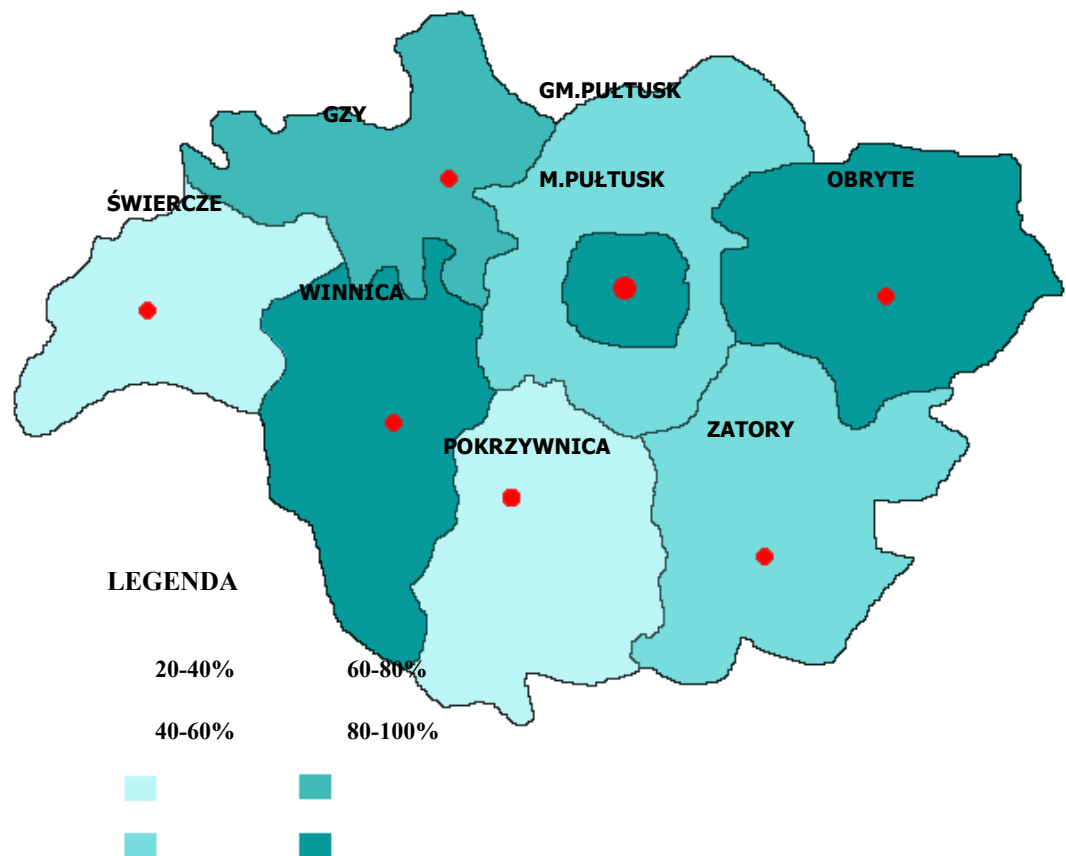 GM.PUŁTUSK
GZY
M.PUŁTUSK
OBRYTE
ŚWIERCZE
WINNICA
ZATORY
POKRZYWNICA
LEGENDA
20-40% 60-80%
40-60% 80-100%